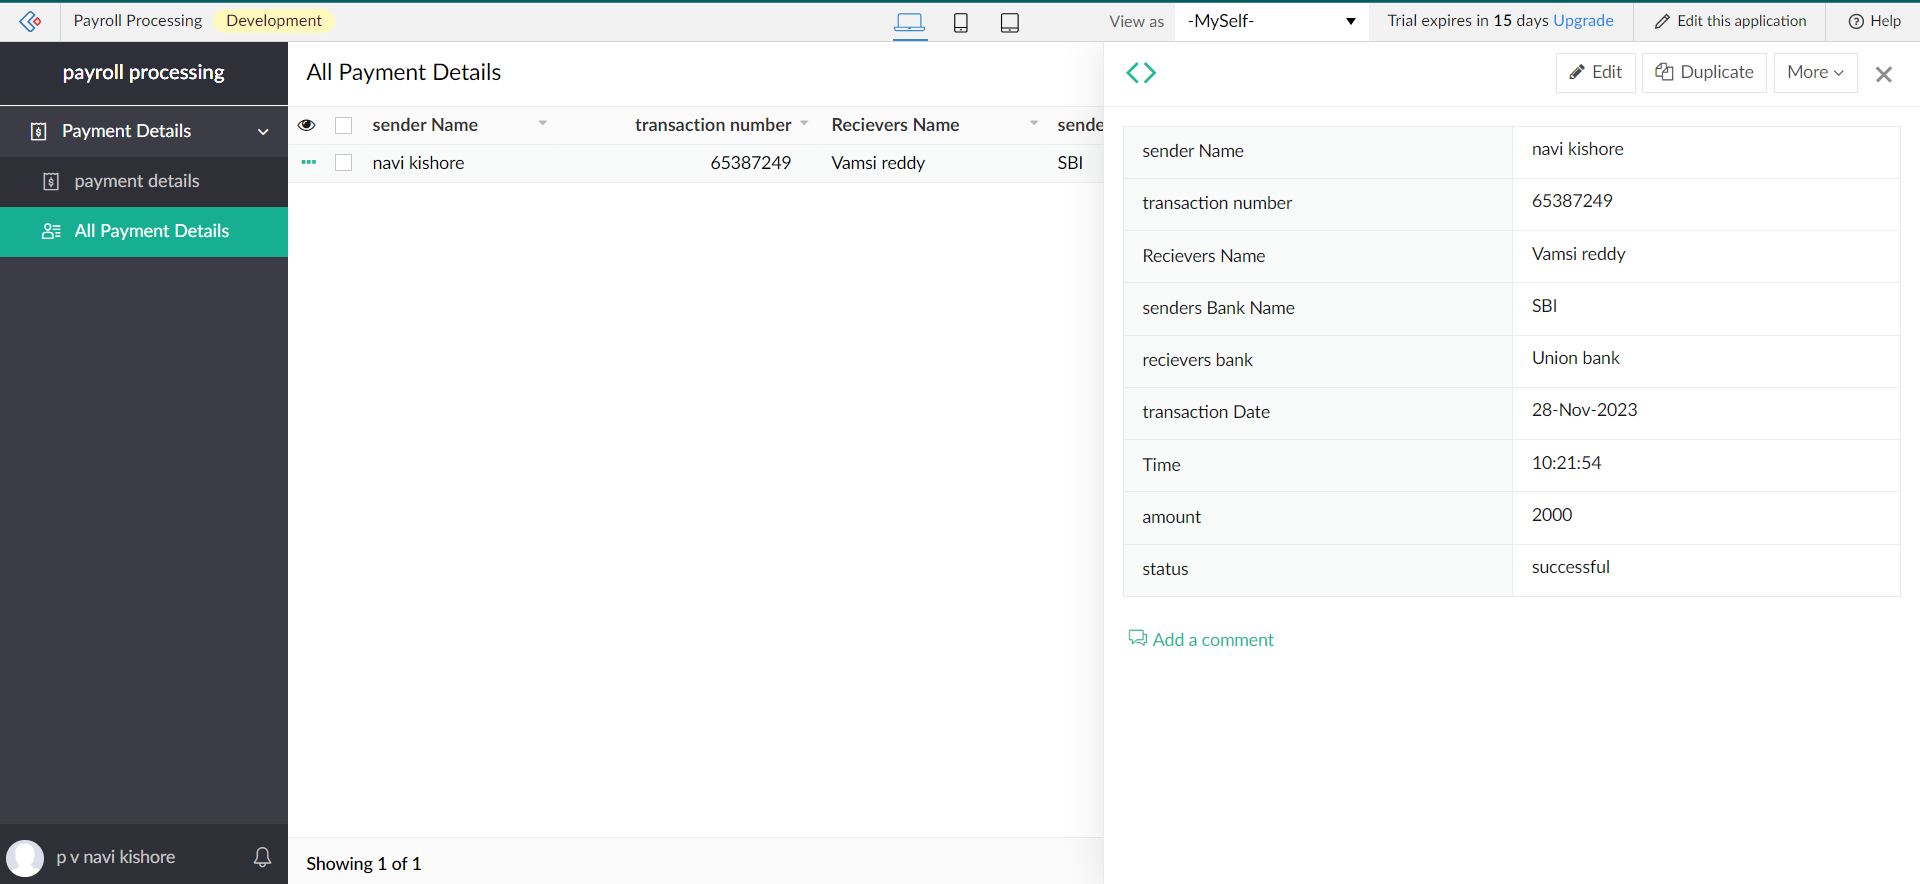 Payroll Processing Development View as -MySelf- Trial expires in 15 days Upgrade Edit this application Help
payroll processing
Payment Details
payment details
All Payment Details
p v navi kishore
All Payment Details
sender Name transaction number Recievers Name sende
navi kishore 65387249 Vamsi reddy SBI
Showing 1 of 1
Edit Duplicate More
sender Name navi kishore
transaction number 65387249
Recievers Name Vamsi reddy
senders Bank Name SBI
recievers bank Union bank
transaction Date 28-Nov-2023
Time 10:21:54
amount 2000
status successful
Add a comment